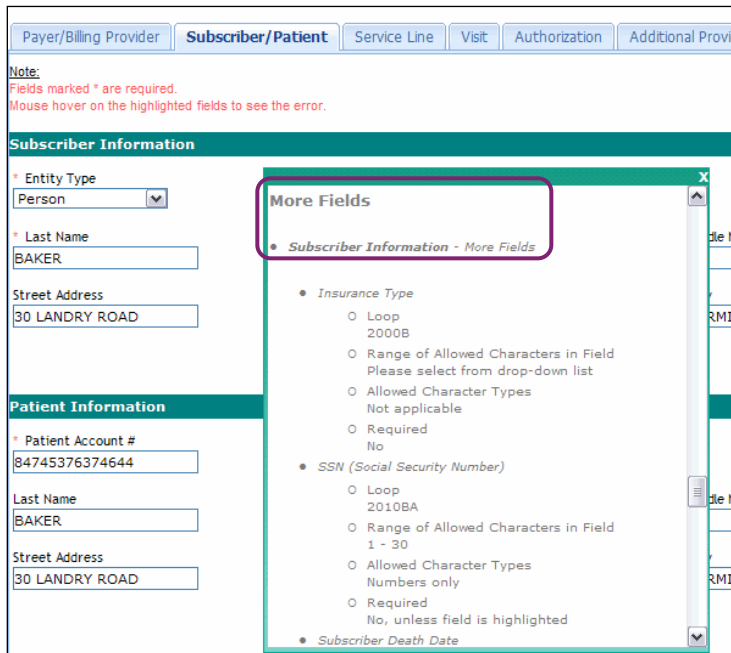 Payer/Billing Provider Subscriber/Patient Service Line Visit Authorization Additional Provi
Note:
Fields marked * are required.
Mouse hover on the highlighted fields to see the error.
Subscriber Information
* Entity Type
Person
* Last Name
BAKER
Street Address
30 LANDRY ROAD
Patient Information
* Patient Account #
84745376374644
Last Name
BAKER
Street Address
30 LANDRY ROAD
X
More Fields
• Subscriber Information - More Fields
• Insurance Type
○ Loop
2000B
○ Range of Allowed Characters in Field
Please select from drop-down list
○ Allowed Character Types
Not applicable
○ Required
No
• SSN (Social Security Number)
○ Loop
2010BA
○ Range of Allowed Characters in Field
1 - 30
○ Allowed Character Types
Numbers only
○ Required
No, unless field is highlighted
• Subscriber Death Date